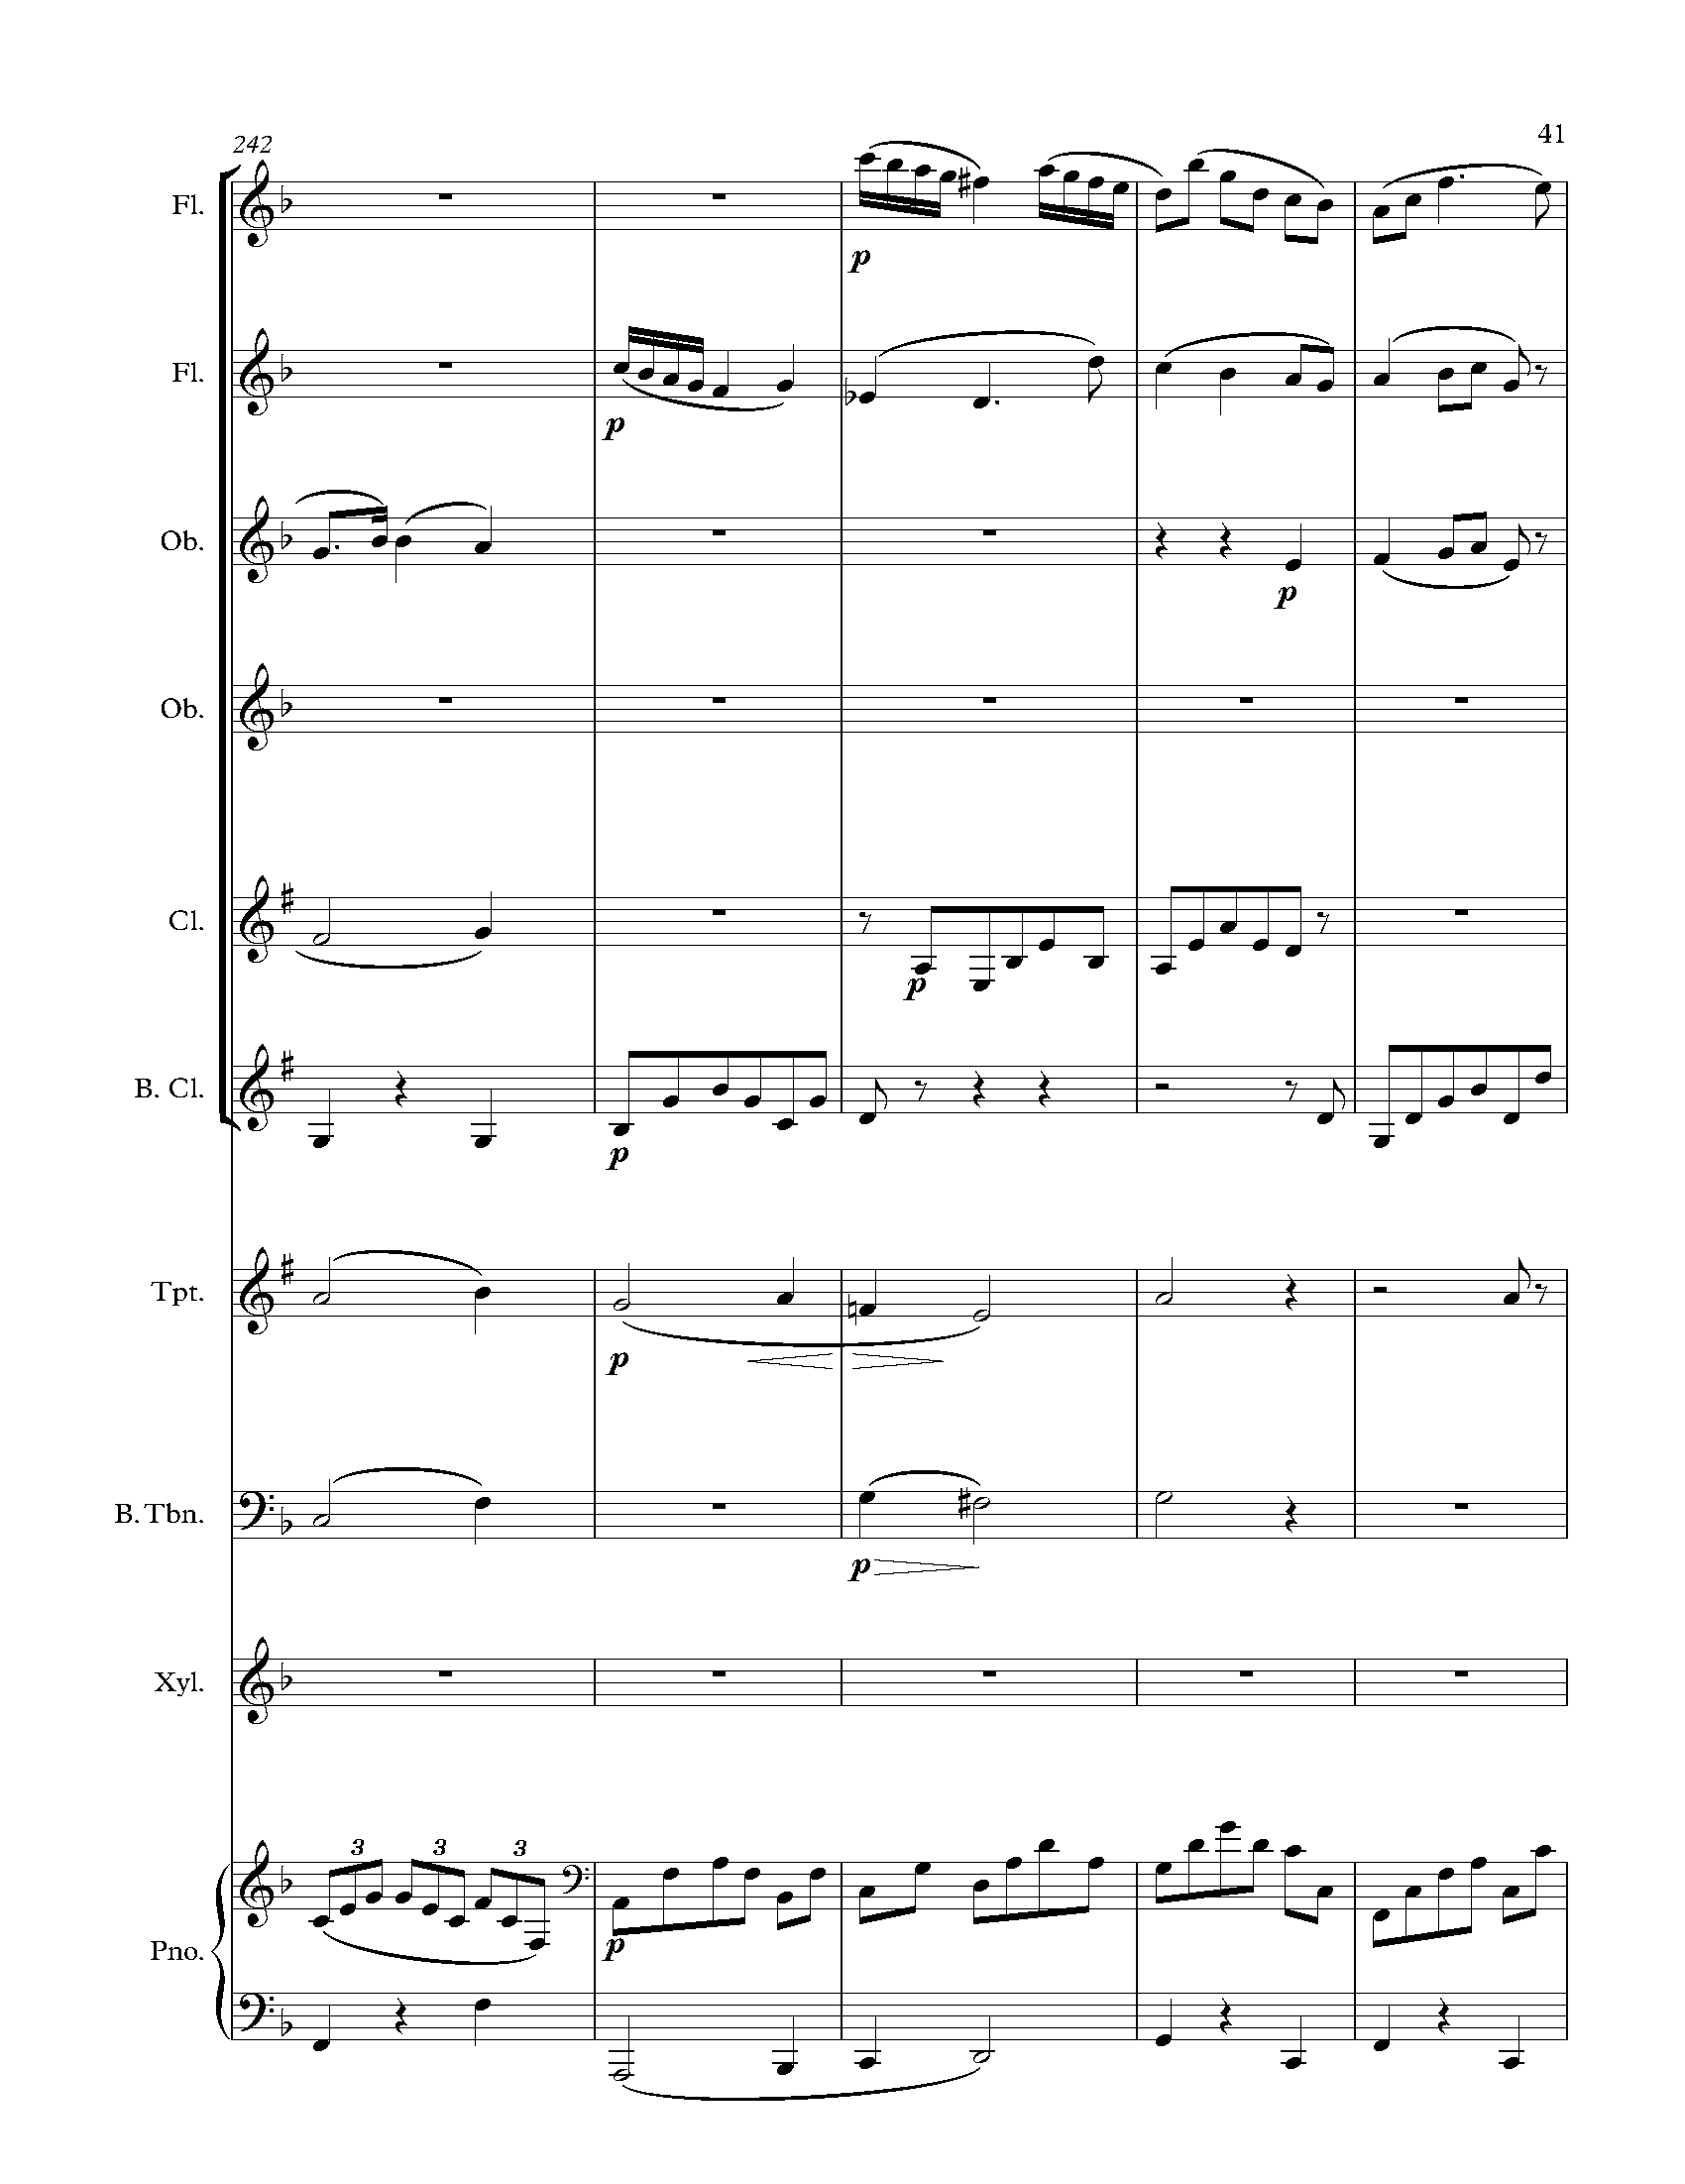 242
41
Fl.
Fl.
p
p
Ob.
p
Ob.
Cl.
p
B. Cl.
p
Tpt.
p
B. Tbn.
p
Xyl.
3 3 3
p
Pno.